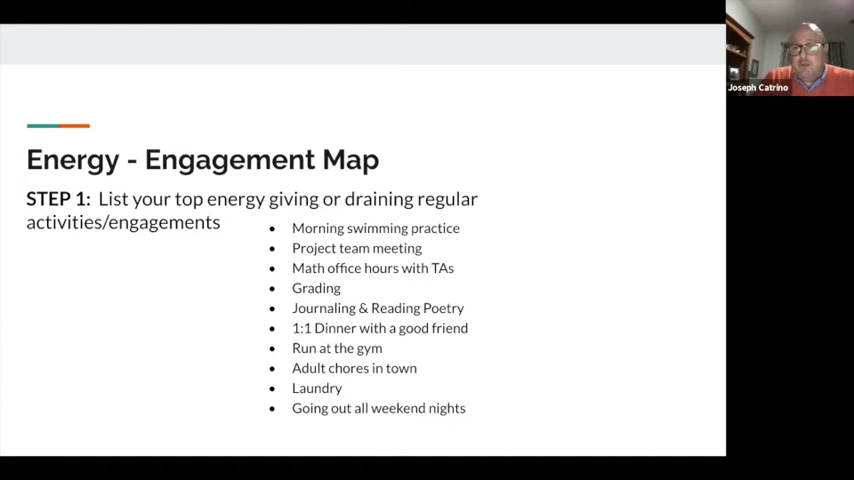 Joseph Catrino
Energy - Engagement Map
STEP 1: List your top energy giving or draining regular
activities/engagements
• Morning swimming practice
• Project team meeting
• Math office hours with TAs
• Grading
• Journaling & Reading Poetry
• 1:1 Dinner with a good friend
• Run at the gym
• Adult chores in town
• Laundry
• Going out all weekend nights